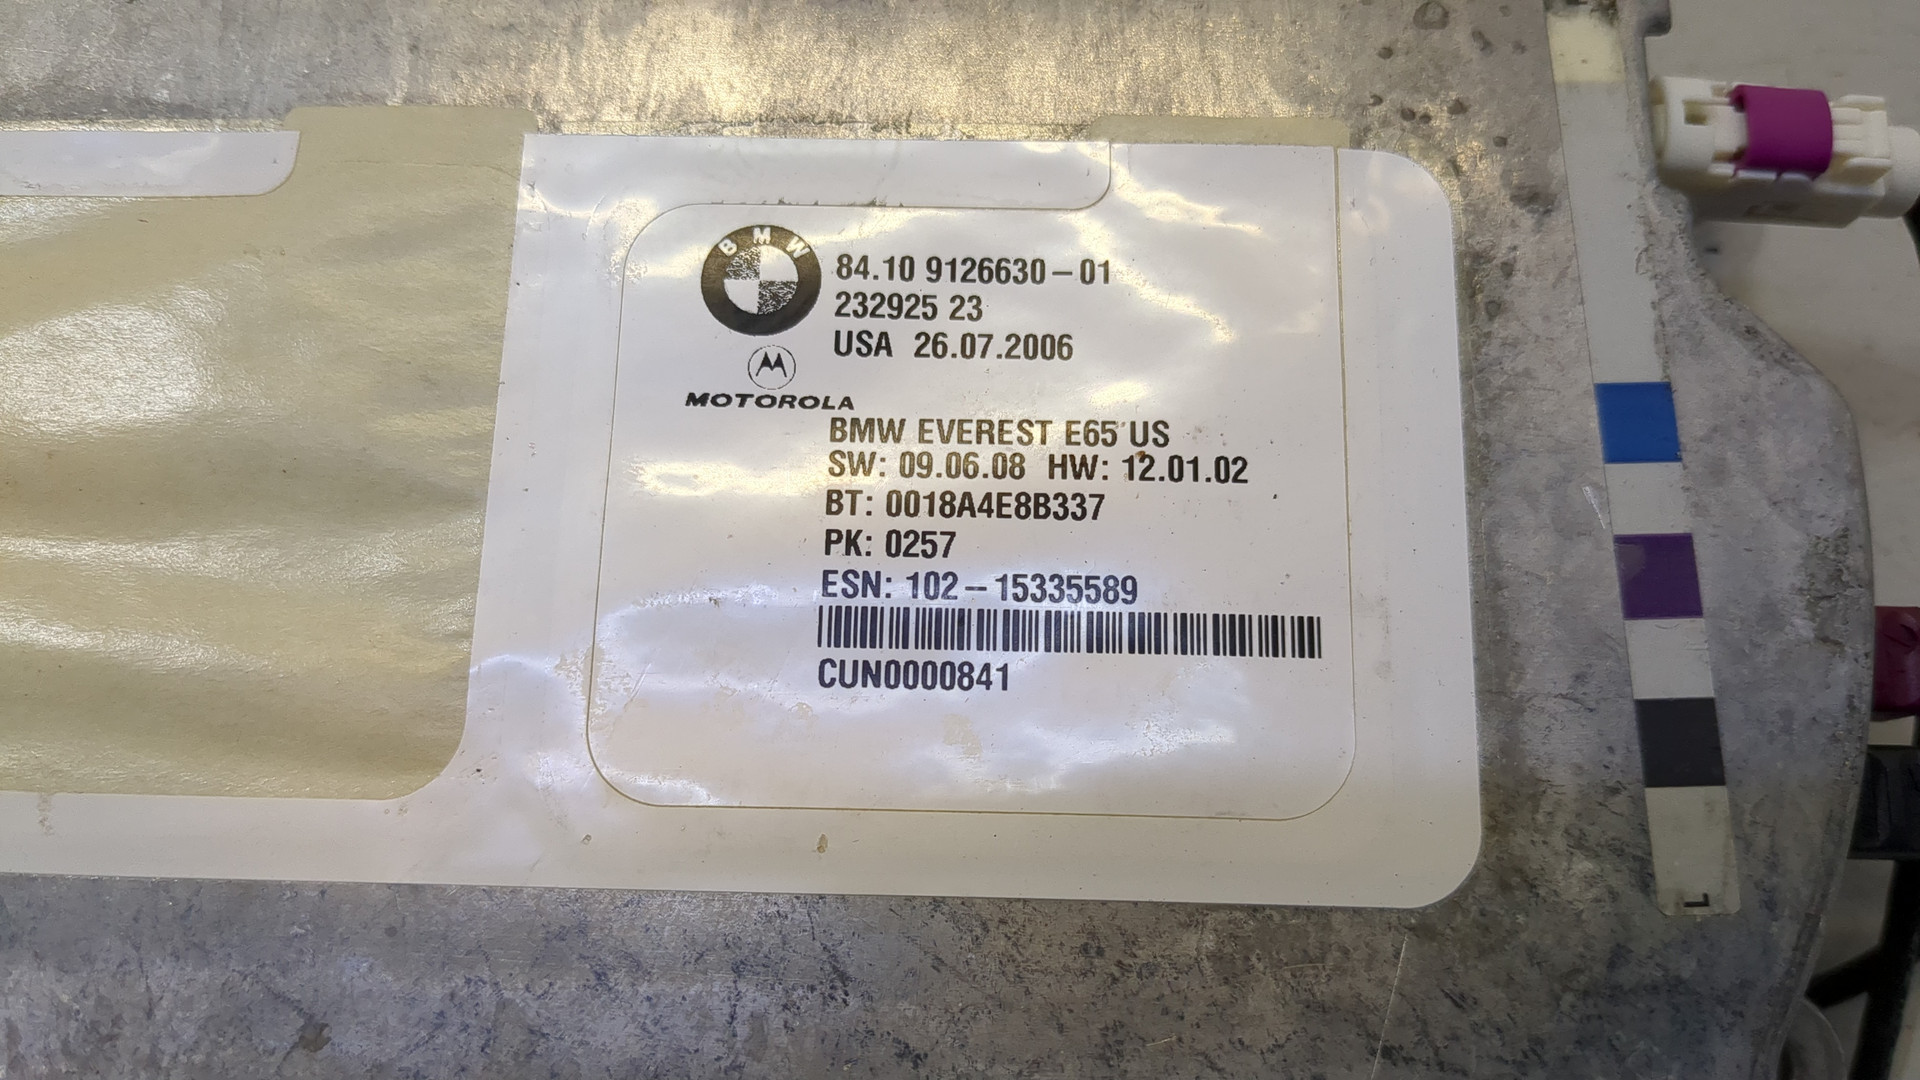 BMW
84.10 9126630-01
232925 23
USA 26.07.2006
MOTOROLA
BMW EVEREST E65 US
SW: 09.06.08 HW: 12.01.02
BT: 0018A4E8B337
PK: 0257
ESN: 102-15335589
CUN0000841